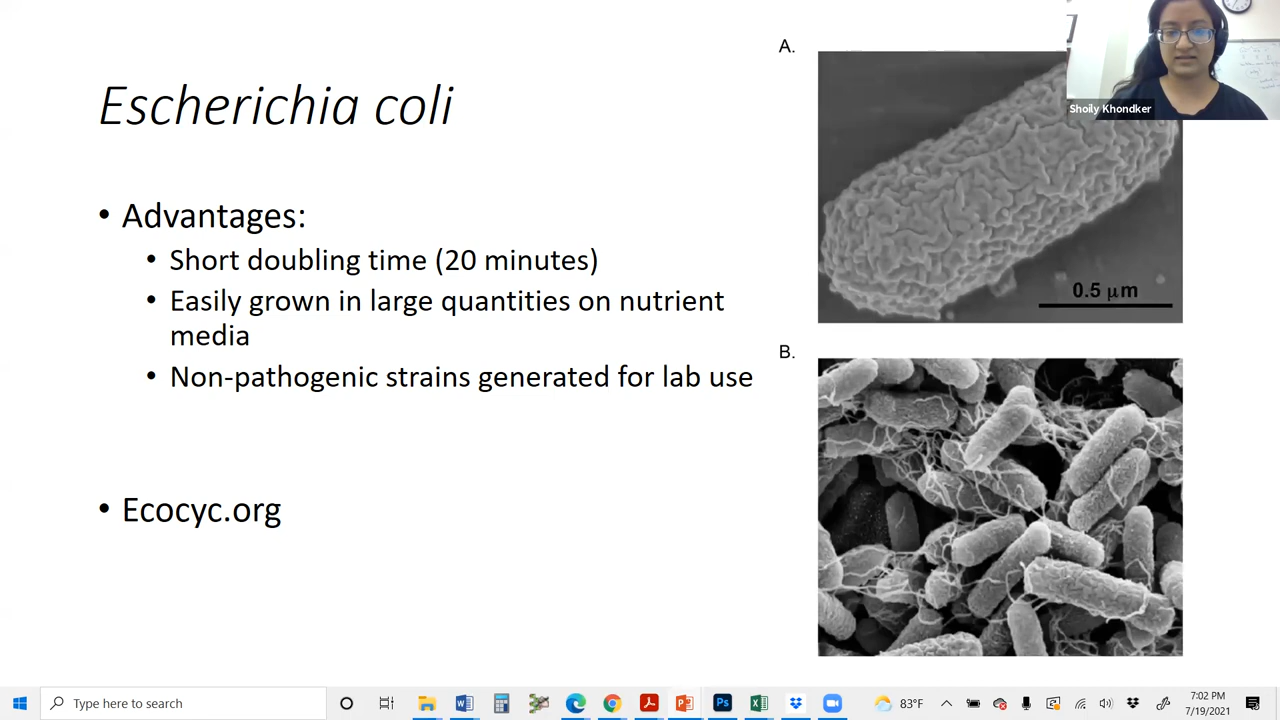 Escherichia coli
• Advantages:
• Short doubling time (20 minutes)
• Easily grown in large quantities on nutrient
media
• Non-pathogenic strains generated for lab use
• Ecocyc.org
A.
0.5 μm
B.
Shoily Khondker
Type here to search
83°F
7:02 PM
7/19/2021